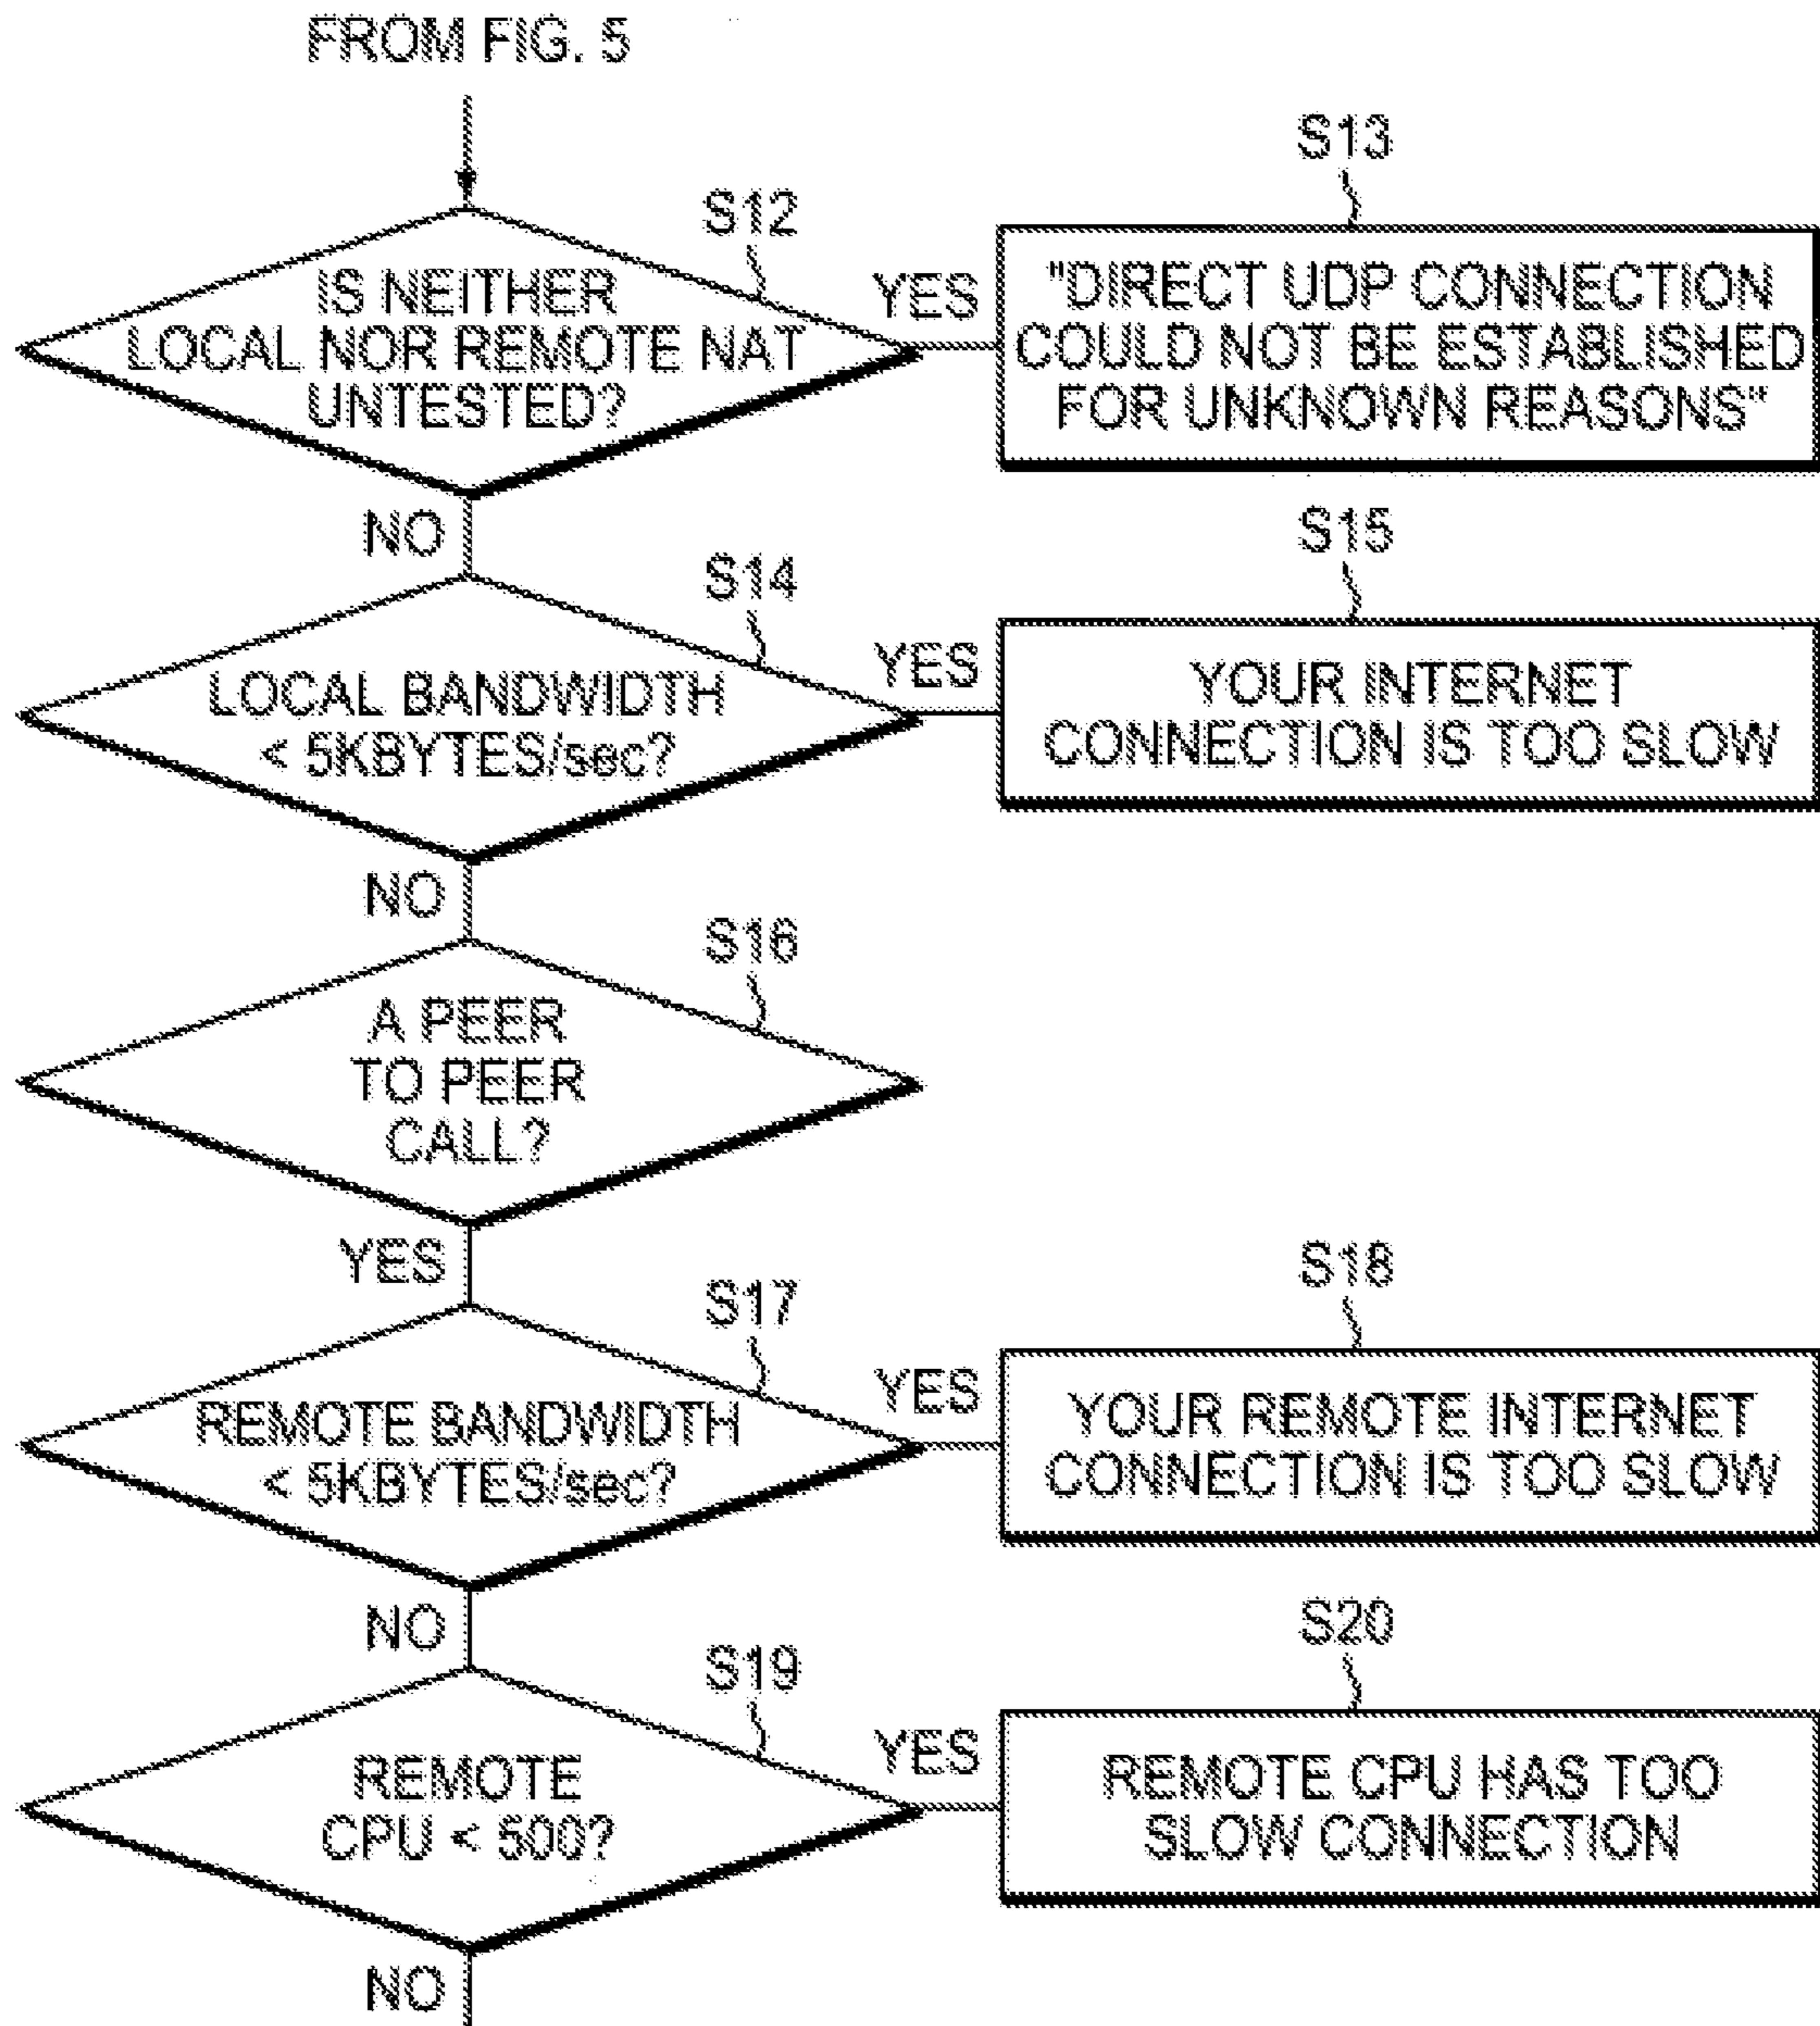 FROM FIG. 5
S12
IS NEITHER
LOCAL NOR REMOTE NAT
UNTESTED?
YES
S13
"DIRECT UDP CONNECTION
COULD NOT BE ESTABLISHED
FOR UNKNOWN REASONS"
NO
S14
LOCAL BANDWIDTH
< 5KBYTES/sec?
YES
S15
YOUR INTERNET
CONNECTION IS TOO SLOW
NO
S16
A PEER
TO PEER
CALL?
YES
S17
REMOTE BANDWIDTH
< 5KBYTES/sec?
YES
S18
YOUR REMOTE INTERNET
CONNECTION IS TOO SLOW
NO
S19
REMOTE
CPU < 500?
YES
S20
REMOTE CPU HAS TOO
SLOW CONNECTION
NO